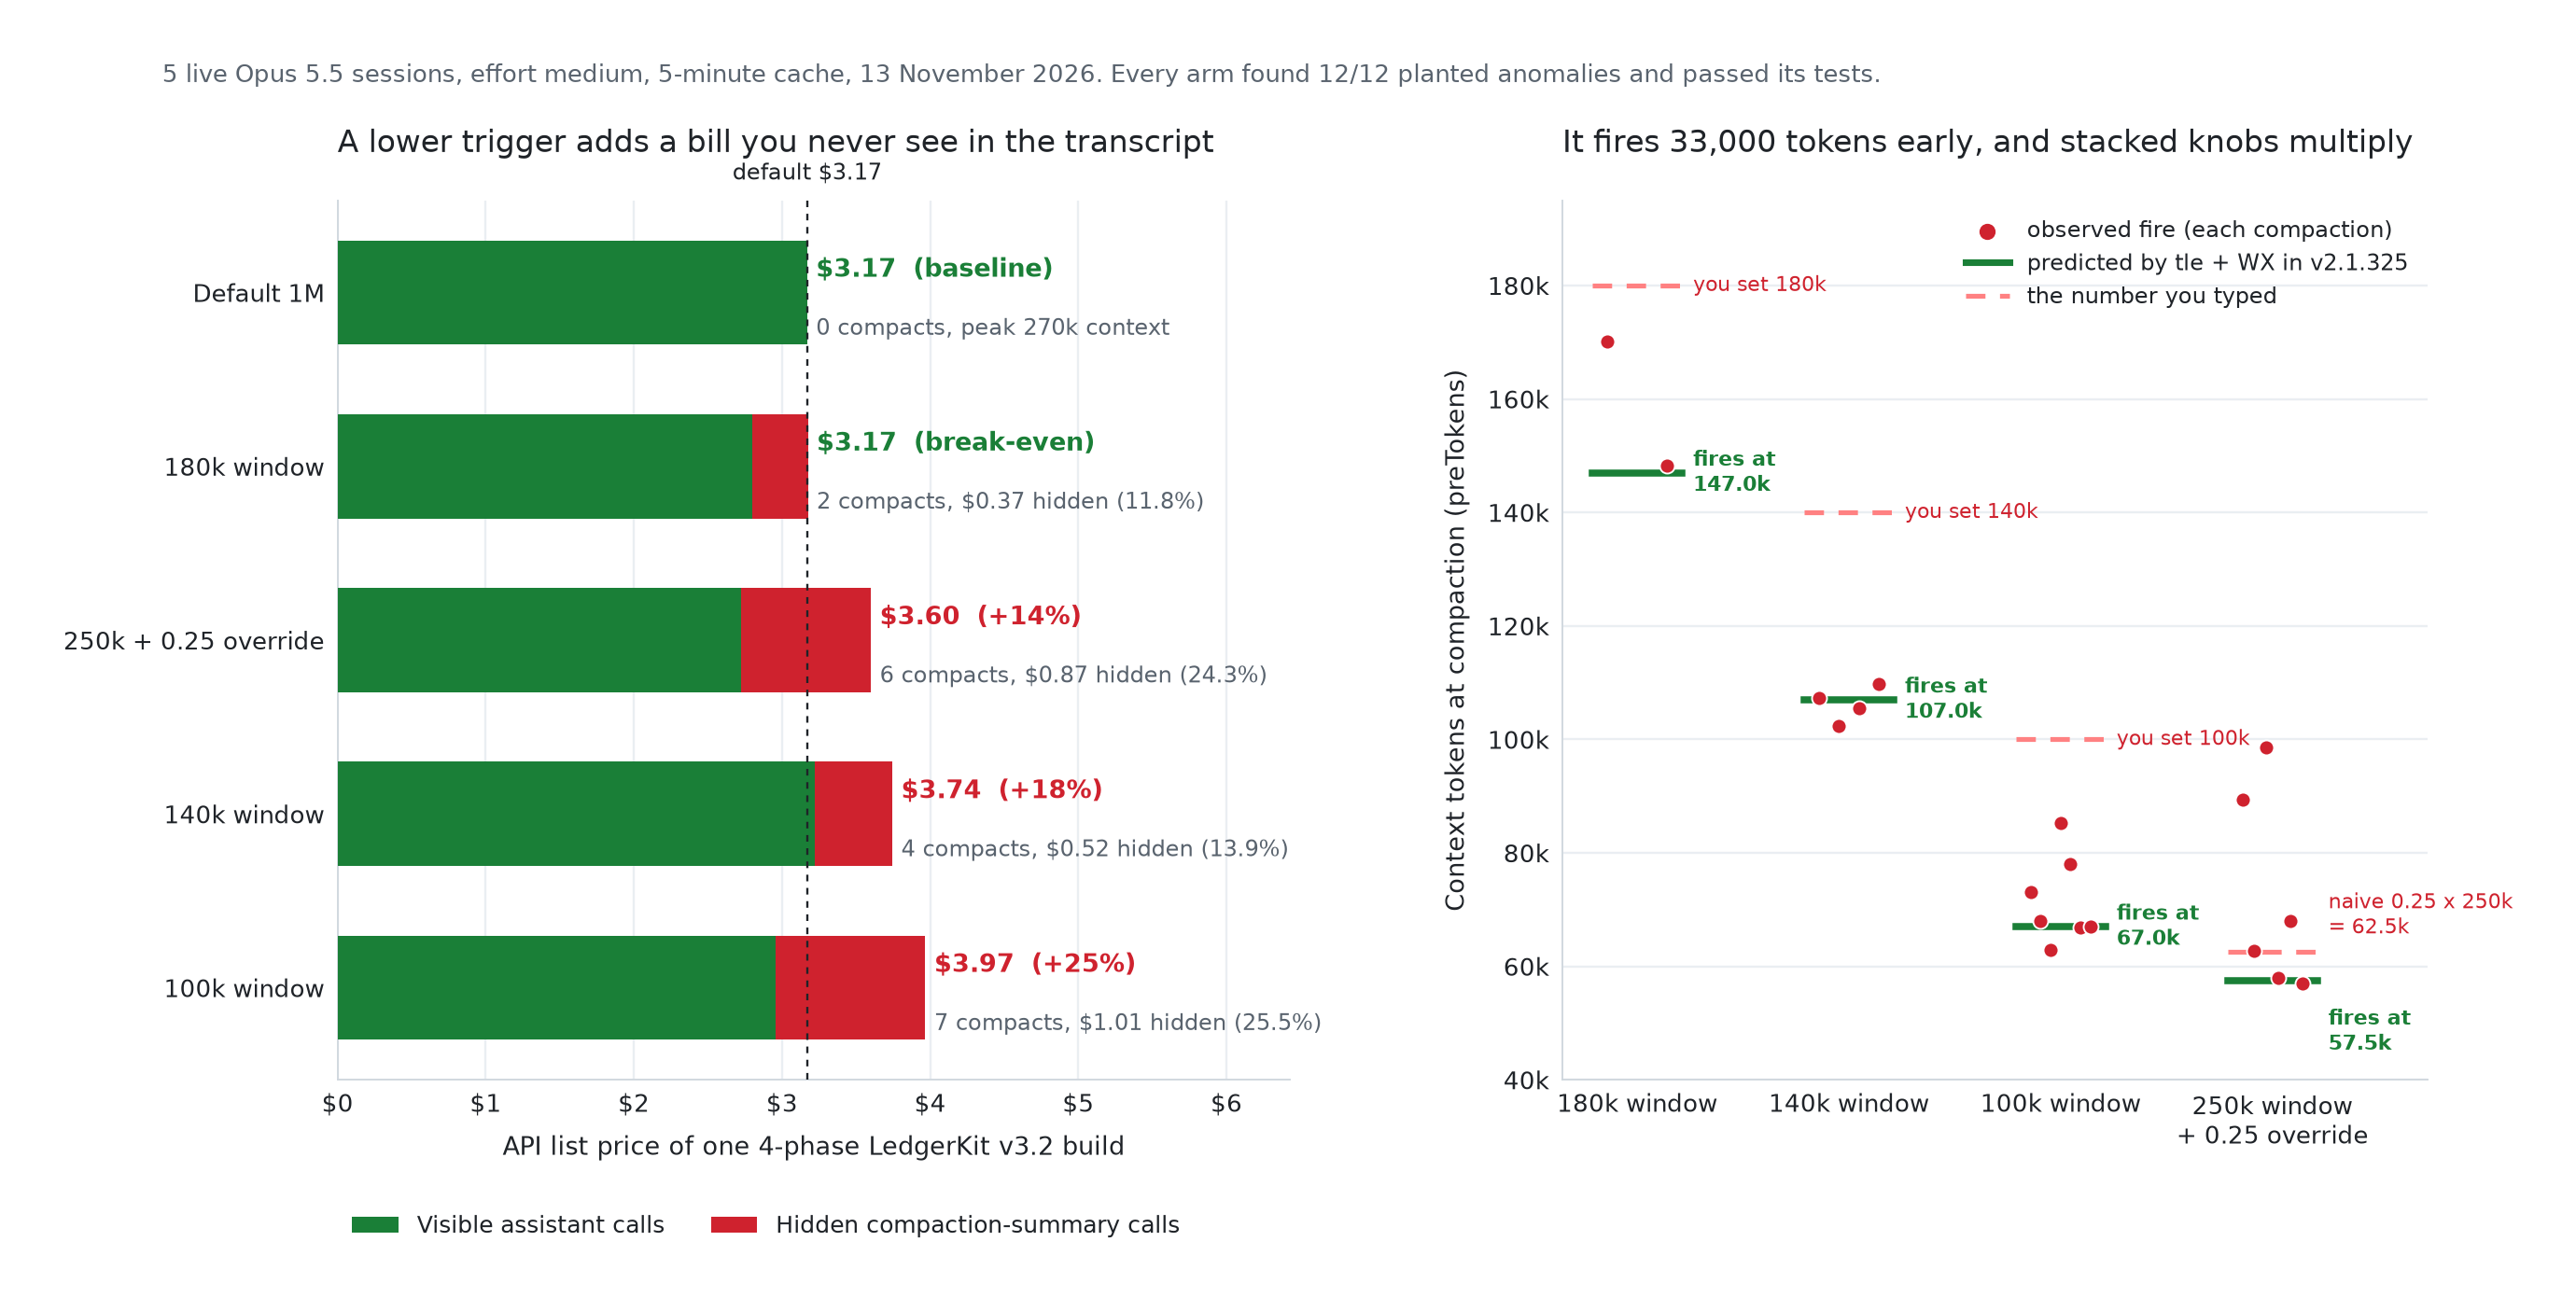 5 live Opus 5.5 sessions, effort medium, 5-minute cache, 13 November 2026. Every arm found 12/12 planted anomalies and passed its tests.
A lower trigger adds a bill you never see in the transcript
default $3.17
Default 1M
$3.17 (baseline)
0 compacts, peak 270k context
180k window
$3.17 (break-even)
2 compacts, $0.37 hidden (11.8%)
250k + 0.25 override
$3.60 (+14%)
6 compacts, $0.87 hidden (24.3%)
140k window
$3.74 (+18%)
4 compacts, $0.52 hidden (13.9%)
100k window
$3.97 (+25%)
7 compacts, $1.01 hidden (25.5%)
$0 $1 $2 $3 $4 $5 $6
API list price of one 4-phase LedgerKit v3.2 build
Visible assistant calls
Hidden compaction-summary calls
It fires 33,000 tokens early, and stacked knobs multiply
observed fire (each compaction)
predicted by tle + WX in v2.1.325
the number you typed
Context tokens at compaction (preTokens)
180k
160k
140k
120k
100k
80k
60k
40k
you set 180k
fires at
147.0k
you set 140k
fires at
107.0k
you set 100k
fires at
67.0k
naive 0.25 x 250k
= 62.5k
fires at
57.5k
180k window
140k window
100k window
250k window
+ 0.25 override